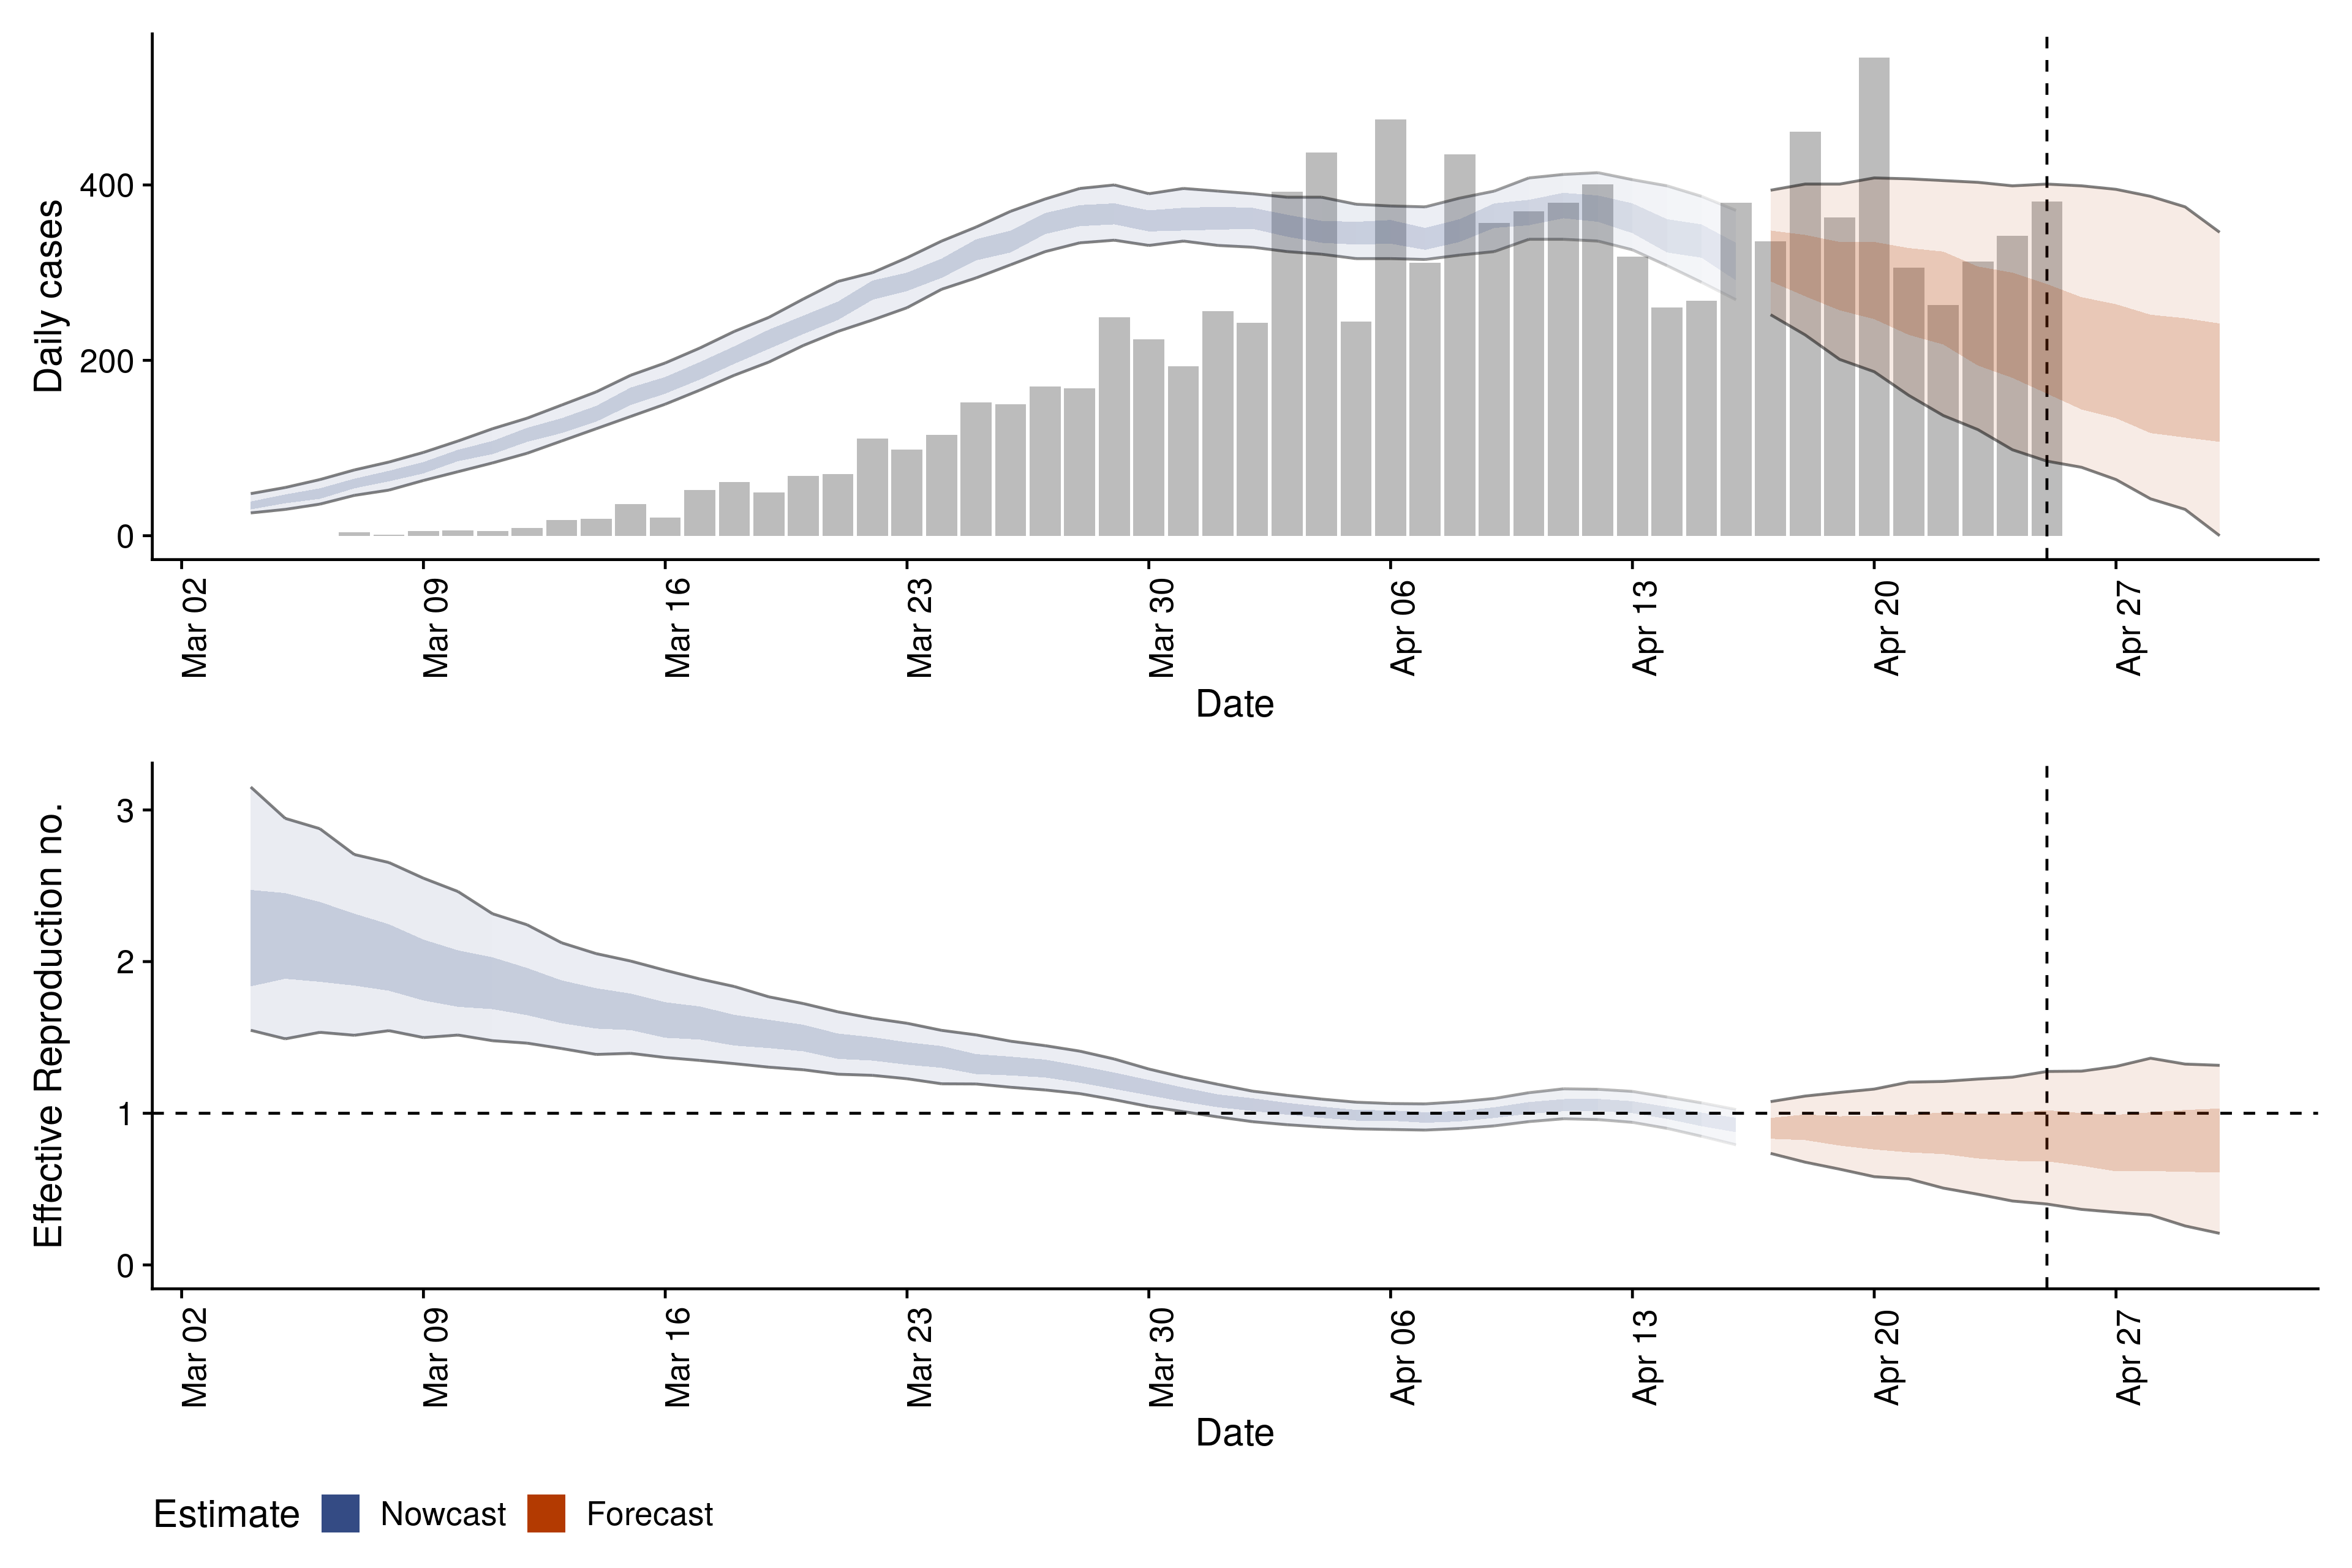 Daily cases
400
200
0
Mar 02
Mar 09
Mar 16
Mar 23
Mar 30
Apr 06
Apr 13
Apr 20
Apr 27
Date
Effective Reproduction no.
3
2
1
0
Mar 02
Mar 09
Mar 16
Mar 23
Mar 30
Apr 06
Apr 13
Apr 20
Apr 27
Date
Estimate Nowcast Forecast